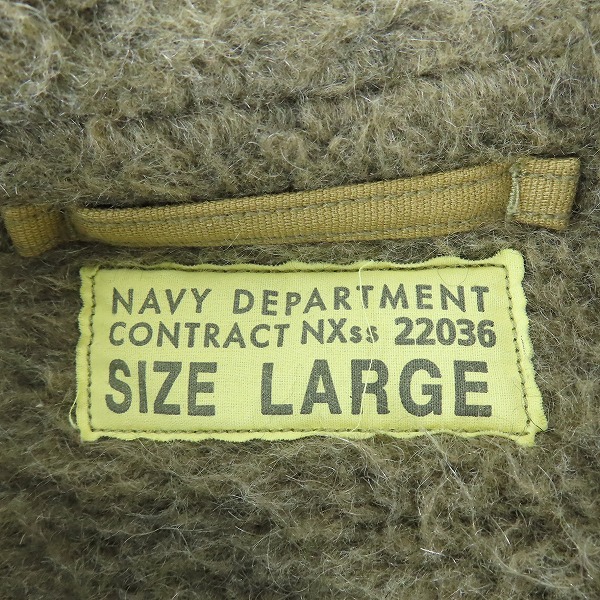 NAVY DEPARTMENT
CONTRACT NXss 22036
SIZE LARGE